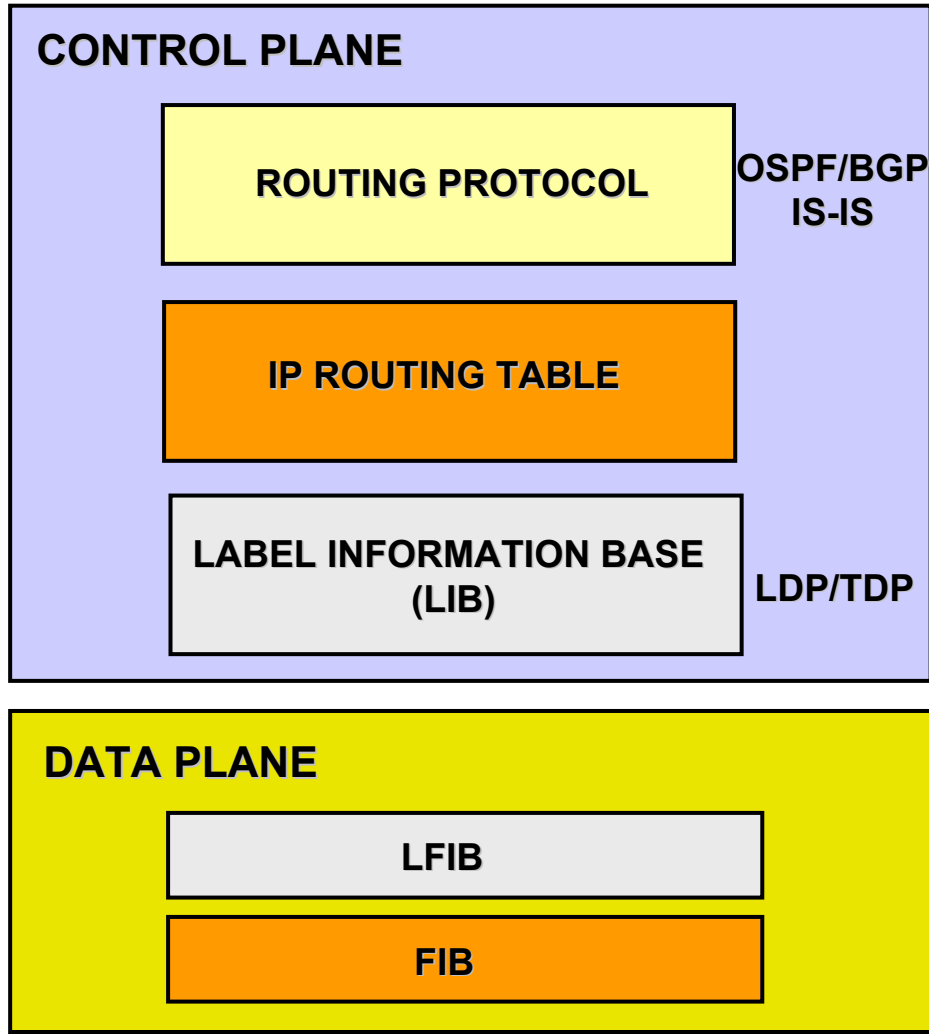 CONTROL PLANE
ROUTING PROTOCOL
OSPF/BGP
IS-IS
IP ROUTING TABLE
LABEL INFORMATION BASE
(LIB)
LDP/TDP
DATA PLANE
LFIB
FIB